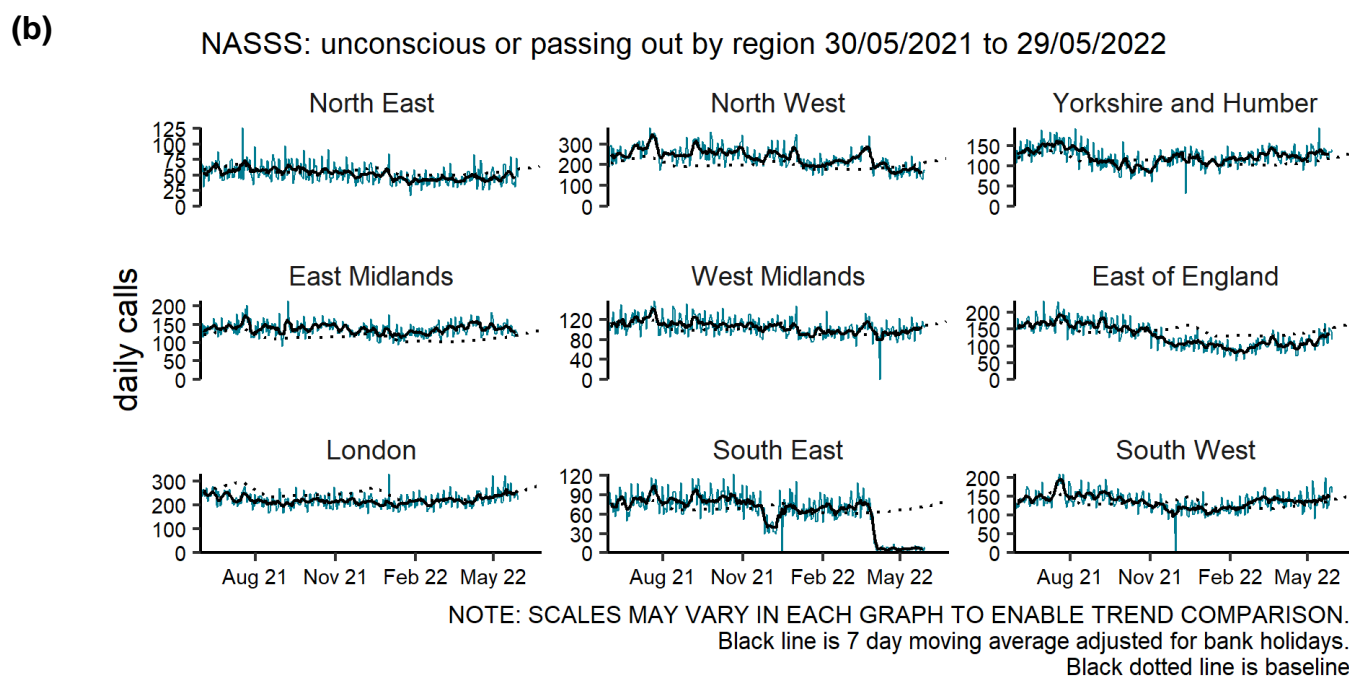 (b)
NASSS: unconscious or passing out by region 30/05/2021 to 29/05/2022
daily calls
North East
125
100
75
50
25
0
North West
300
200
100
0
Yorkshire and Humber
150
100
50
0
East Midlands
200
150
100
50
0
West Midlands
120
80
40
0
East of England
200
150
100
50
0
London
300
200
100
0
South East
120
90
60
30
0
South West
200
150
100
50
0
Aug 21 Nov 21 Feb 22 May 22
Aug 21 Nov 21 Feb 22 May 22
Aug 21 Nov 21 Feb 22 May 22
NOTE: SCALES MAY VARY IN EACH GRAPH TO ENABLE TREND COMPARISON.
Black line is 7 day moving average adjusted for bank holidays.
Black dotted line is baseline